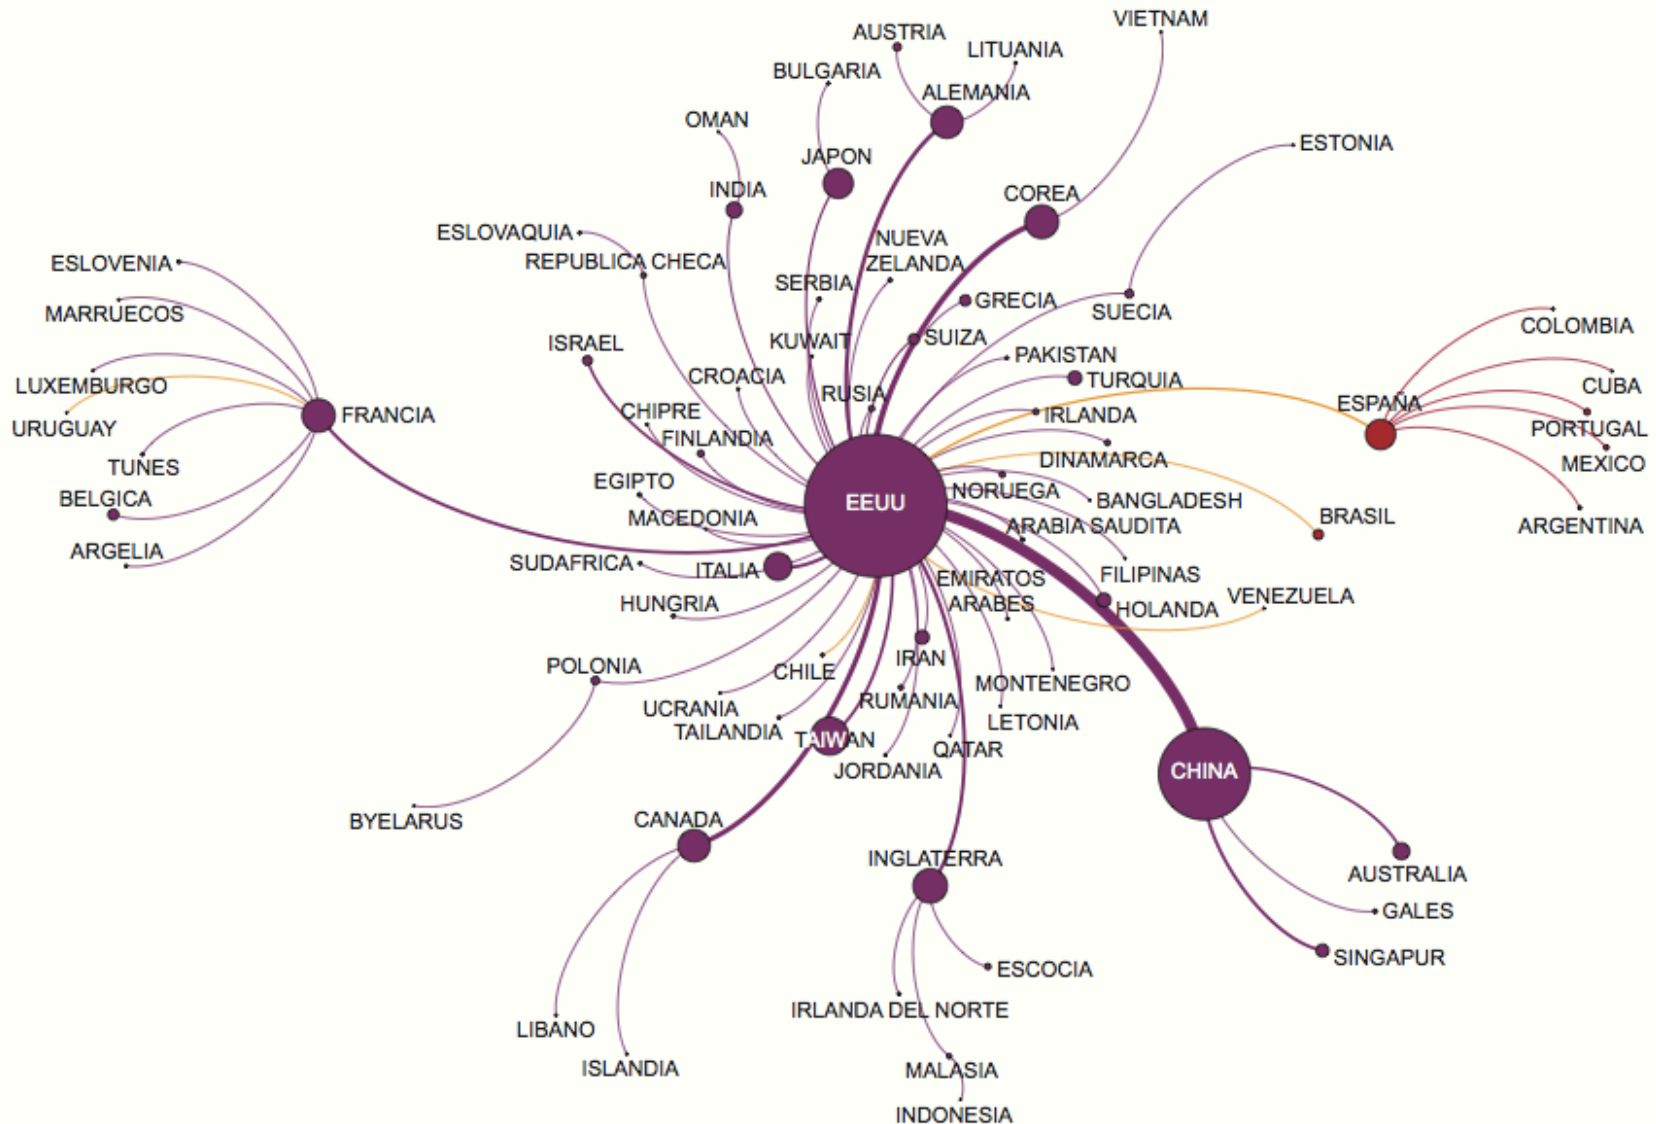 VIETNAM
AUSTRIA
LITUANIA
BULGARIA
ALEMANIA
OMAN
ESTONIA
JAPON
INDIA
COREA
ESLOVAQUIA
NUEVA
ZELANDA
REPUBLICA CHECA
ESLOVENIA
SERBIA
GRECIA
MARRUECOS
SUECIA
COLOMBIA
ISRAEL
KUWAIT
SUIZA
PAKISTAN
CROACIA
TURQUIA
LUXEMBURGO
CUBA
RUSIA
ESPAÑA
CHIPRE
FRANCIA
IRLANDA
URUGUAY
PORTUGAL
FINLANDIA
DINAMARCA
MEXICO
TUNES
EGIPTO
NORUEGA
BELGICA
BANGLADESH
EEUU
MACEDONIA
BRASIL
ARABIA SAUDITA
ARGENTINA
ARGELIA
SUDAFRICA
ITALIA
FILIPINAS
EMIRATOS
ARABES
VENEZUELA
HUNGRIA
HOLANDA
IRAN
POLONIA
CHILE
MONTENEGRO
RUMANIA
UCRANIA
LETONIA
TAILANDIA
TAIWAN
QATAR
JORDANIA
CHINA
BYELARUS
CANADA
INGLATERRA
AUSTRALIA
GALES
SINGAPUR
ESCOCIA
IRLANDA DEL NORTE
LIBANO
ISLANDIA
MALASIA
INDONESIA